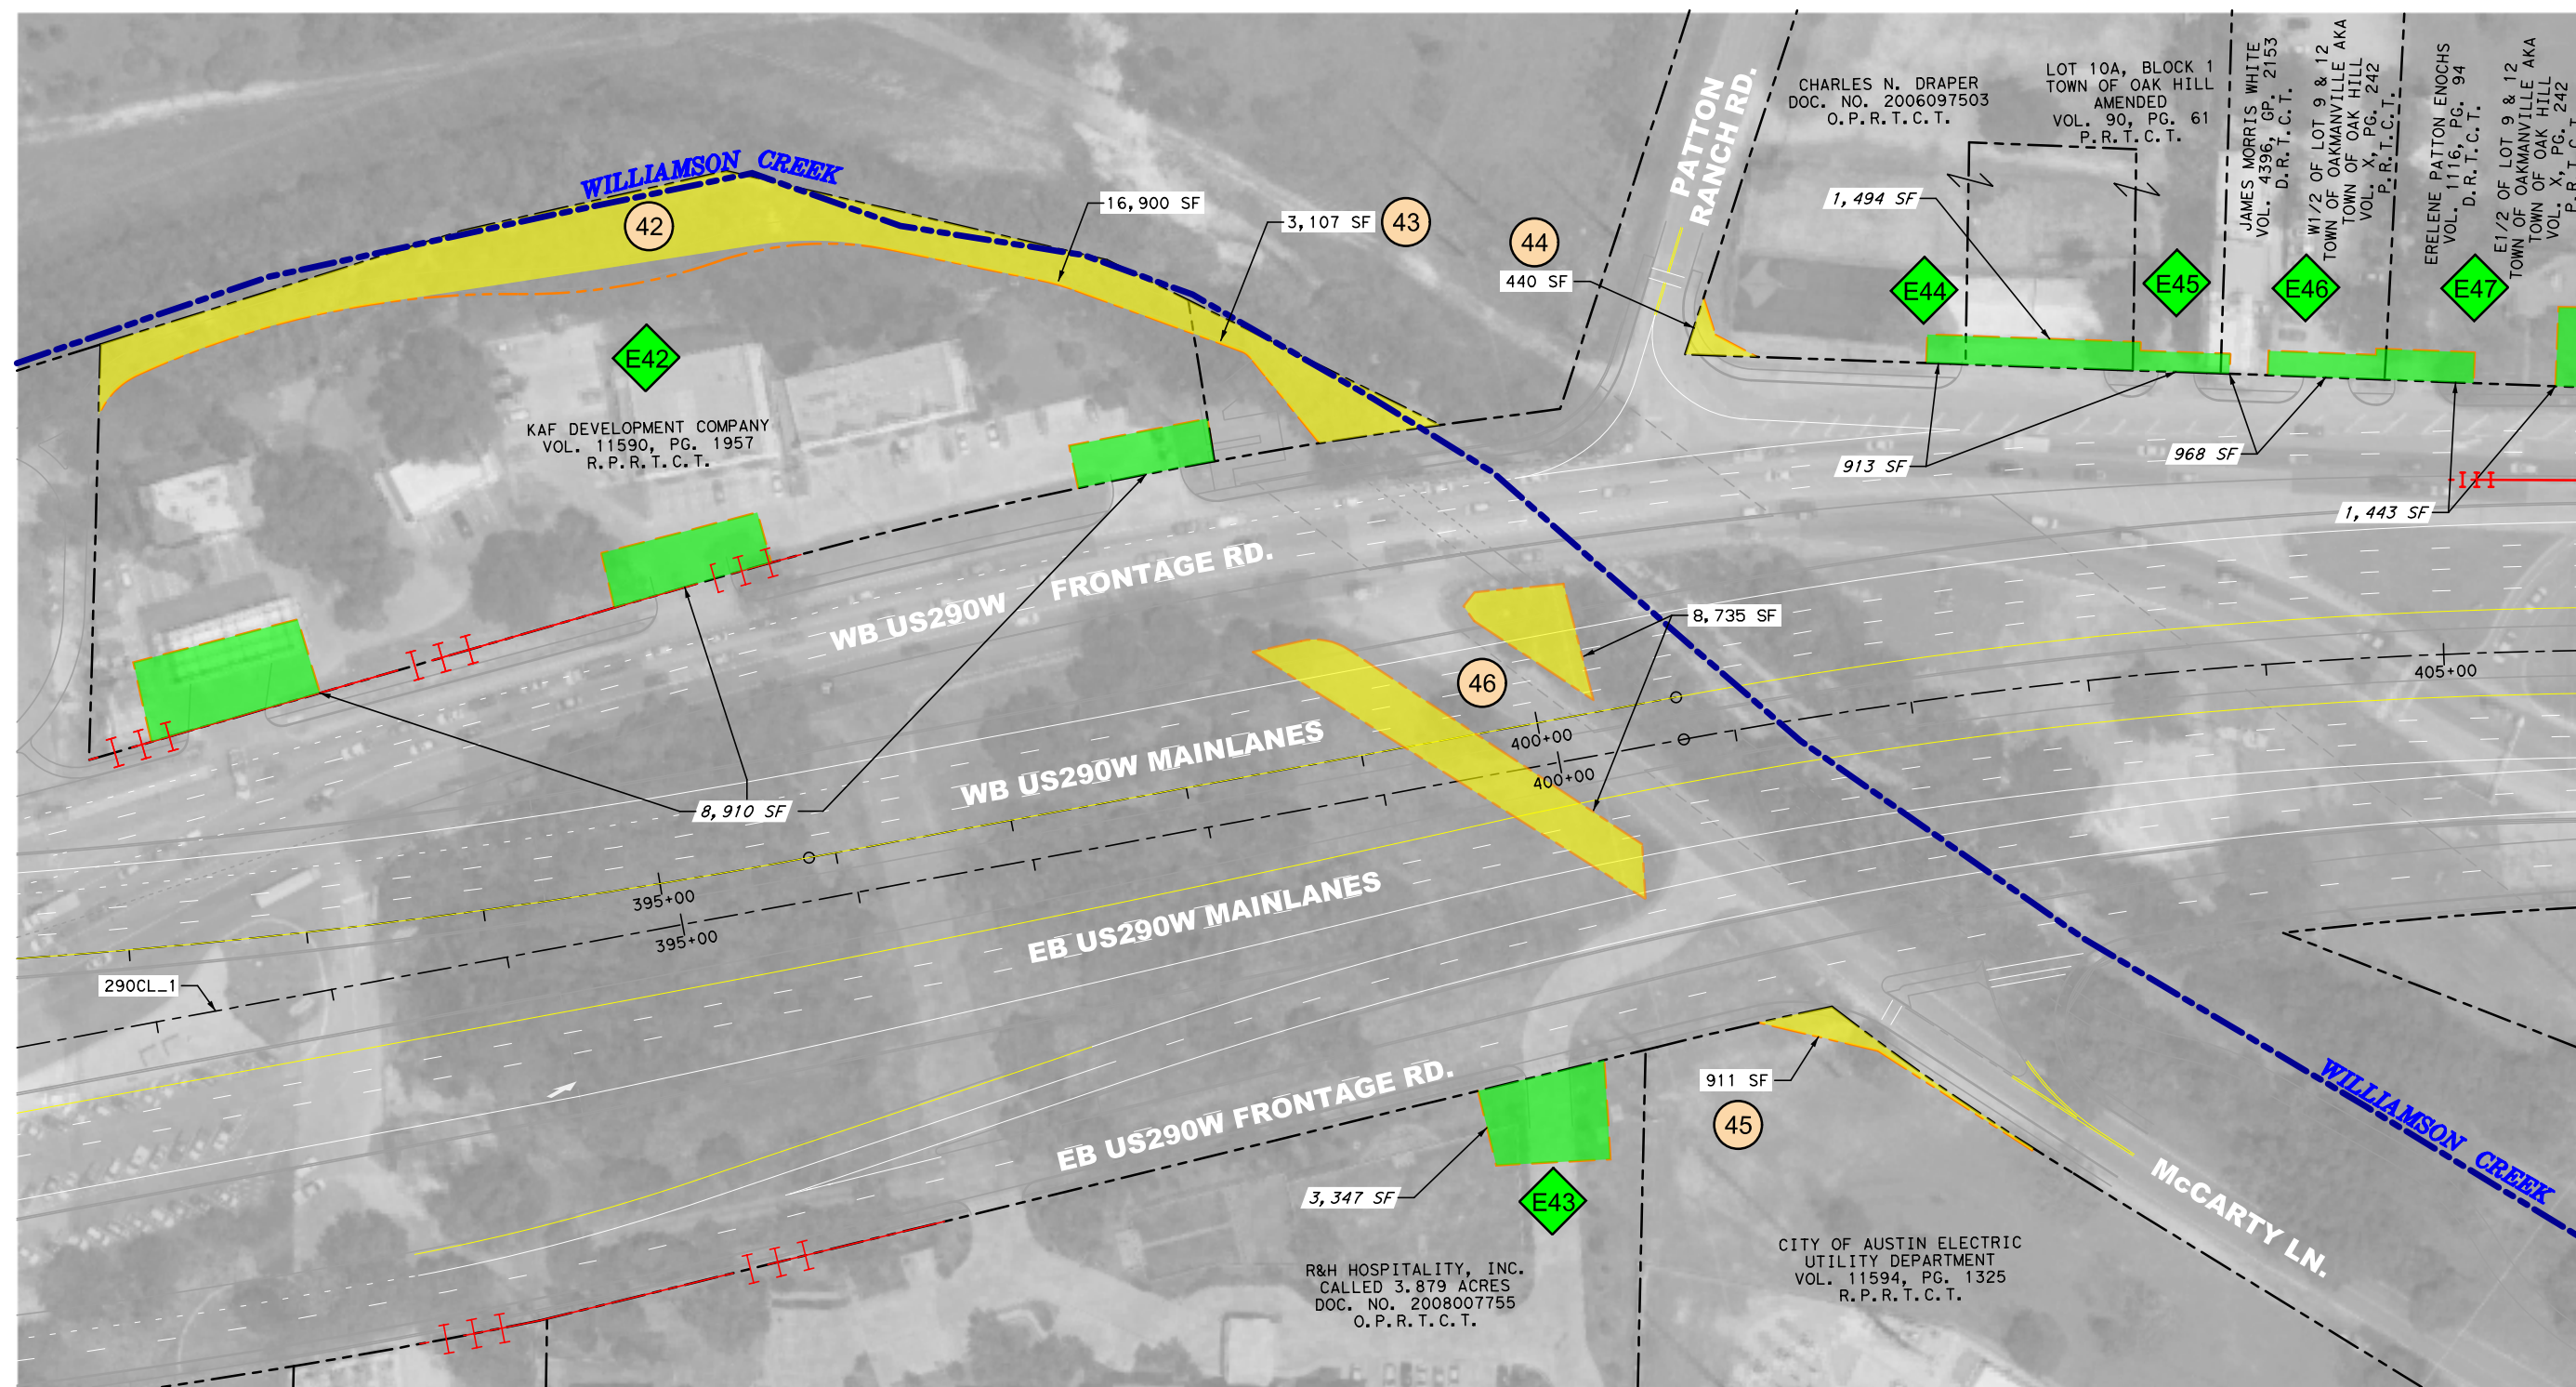 WILLIAMSON CREEK
42
16,900 SF
3,107 SF
43
44
440 SF
PATTON
RANCH RD.
CHARLES N. DRAPER
DOC. NO. 2006097503
O.P.R.T.C.T.
LOT 10A, BLOCK 1
TOWN OF OAK HILL
AMENDED
VOL. 90, PG. 61
P.R.T.C.T.
JAMES MORRIS WHITE
VOL. 4396, GP. 2153
D.R.T.C.T.
W1/2 OF LOT 9 & 12
TOWN OF OAKMANVILLE AKA
TOWN OF OAK HILL
VOL. X, PG. 242
P.R.T.C.T.
ERELENE PATTON ENOCHS
VOL. 1116, PG. 94
D.R.T.C.T.
E1/2 OF LOT 9 & 12
TOWN OF OAKMANVILLE AKA
TOWN OF OAK HILL
VOL. X, PG. 242
P.R.T.C.T.
1,494 SF
E44
E45
E46
E47
E42
KAF DEVELOPMENT COMPANY
VOL. 11590, PG. 1957
R.P.R.T.C.T.
913 SF
968 SF
1,443 SF
WB US290W FRONTAGE RD.
8,735 SF
46
405+00
WB US290W MAINLANES
400+00
400+00
8,910 SF
395+00
395+00
EB US290W MAINLANES
290CL_1
EB US290W FRONTAGE RD.
911 SF
45
3,347 SF
E43
WILLIAMSON CREEK
McCARTY LN.
R&H HOSPITALITY, INC.
CALLED 3.879 ACRES
DOC. NO. 2008007755
O.P.R.T.C.T.
CITY OF AUSTIN ELECTRIC
UTILITY DEPARTMENT
VOL. 11594, PG. 1325
R.P.R.T.C.T.